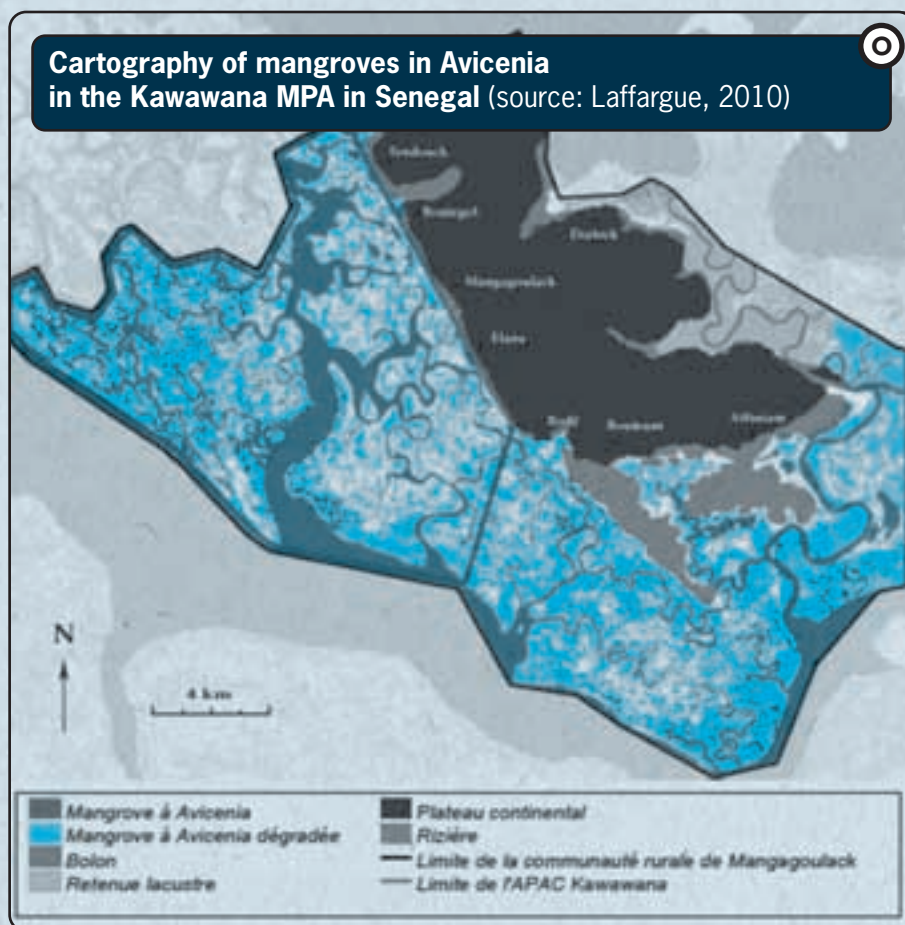 Cartography of mangroves in Avicenia
in the Kawawana MPA in Senegal (source: Laffargue, 2010)
Mangagoulack
N
4 km
Mangrove à Avicenia
Mangrove à Avicenia dégradée
Bolon
Retenue lacustre
Plateau continental
Rizière
Limite de la communauté rurale de Mangagoulack
Limite de l'APAC Kawawana